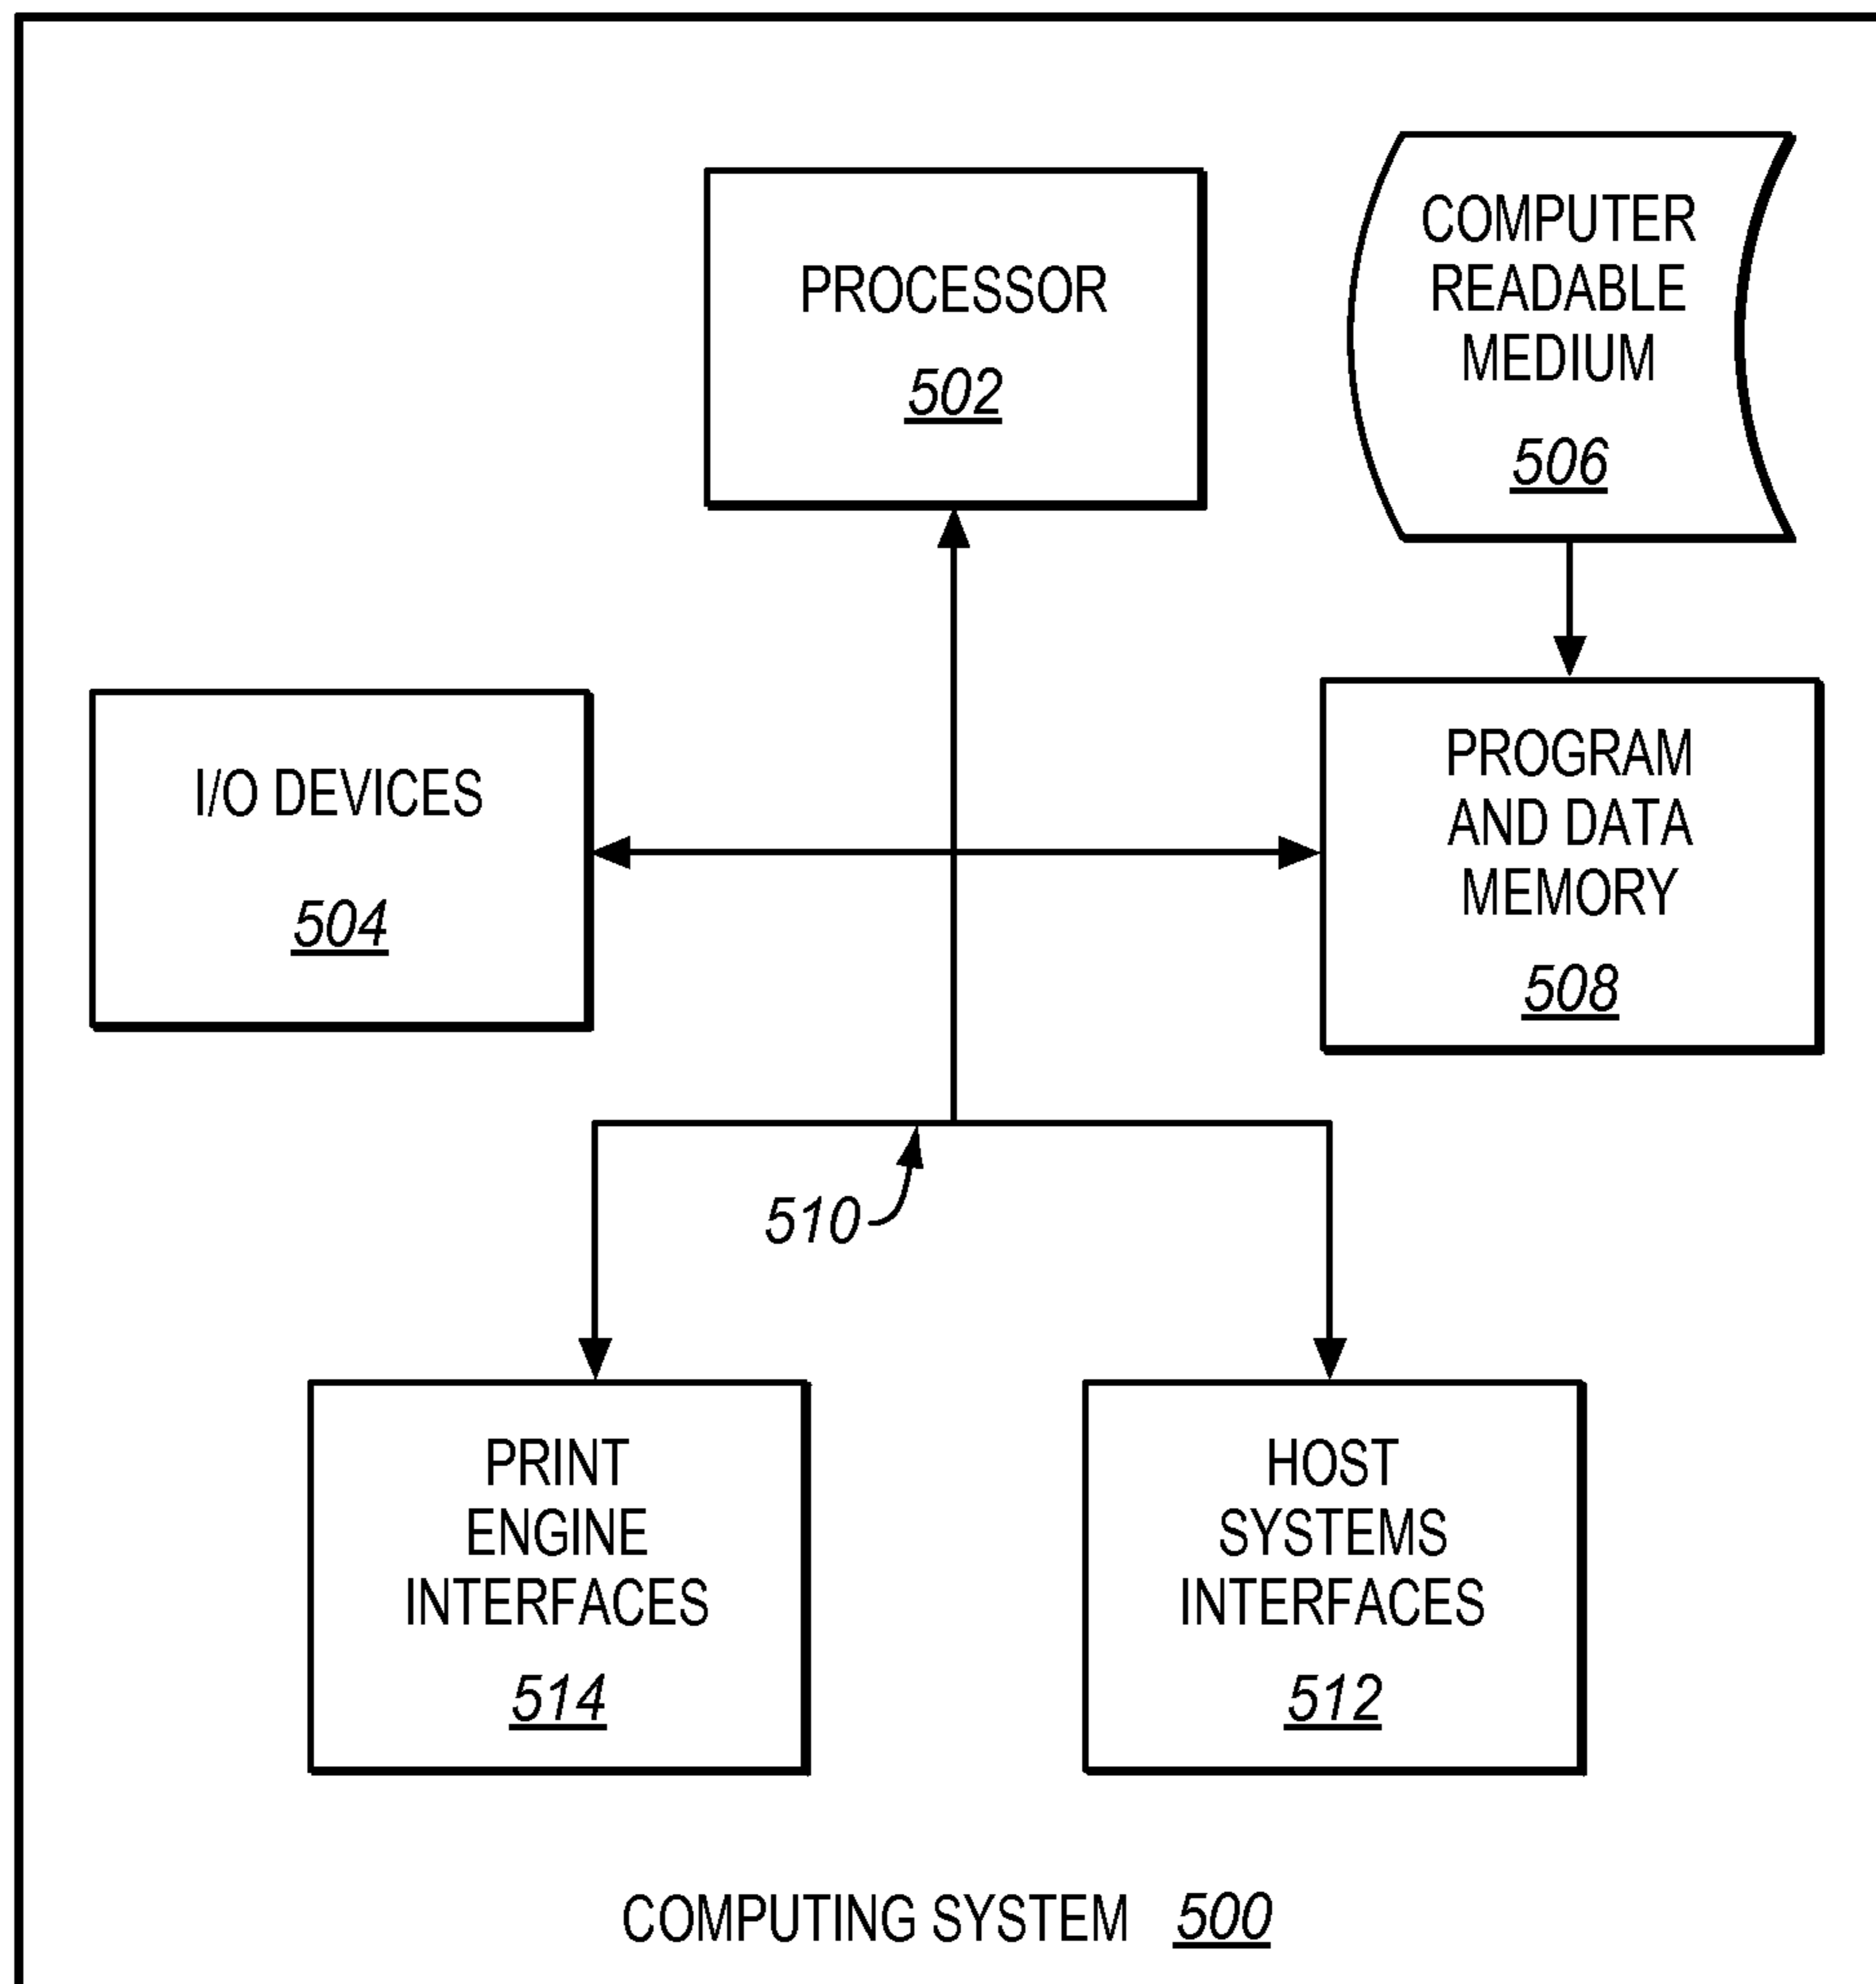 PROCESSOR
502
COMPUTER
READABLE
MEDIUM
506
I/O DEVICES
504
PROGRAM
AND DATA
MEMORY
508
510
PRINT
ENGINE
INTERFACES
514
HOST
SYSTEMS
INTERFACES
512
COMPUTING SYSTEM 500